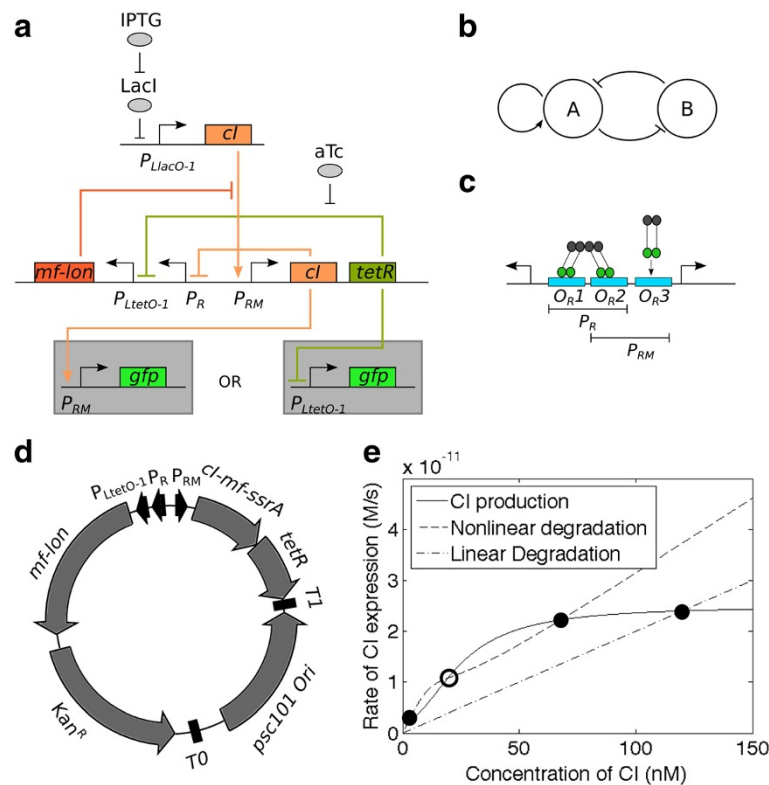 a
IPTG
LacI
cI
PLlacO-1
aTc
mf-lon
PLtetO-1
PR
PRM
cI
tetR
gfp
PRM
OR
gfp
PLtetO-1
b
A
B
c
OR1
OR2
OR3
PR
PRM
d
PLtetO-1
PR
PRM
cI-mf-ssrA
tetR
T1
psc101 Ori
T0
KanR
mf-lon
e
x 10-11
CI production
Nonlinear degradation
Linear Degradation
Rate of CI expression (M/s)
4
3
2
1
0
0
50
100
150
Concentration of CI (nM)